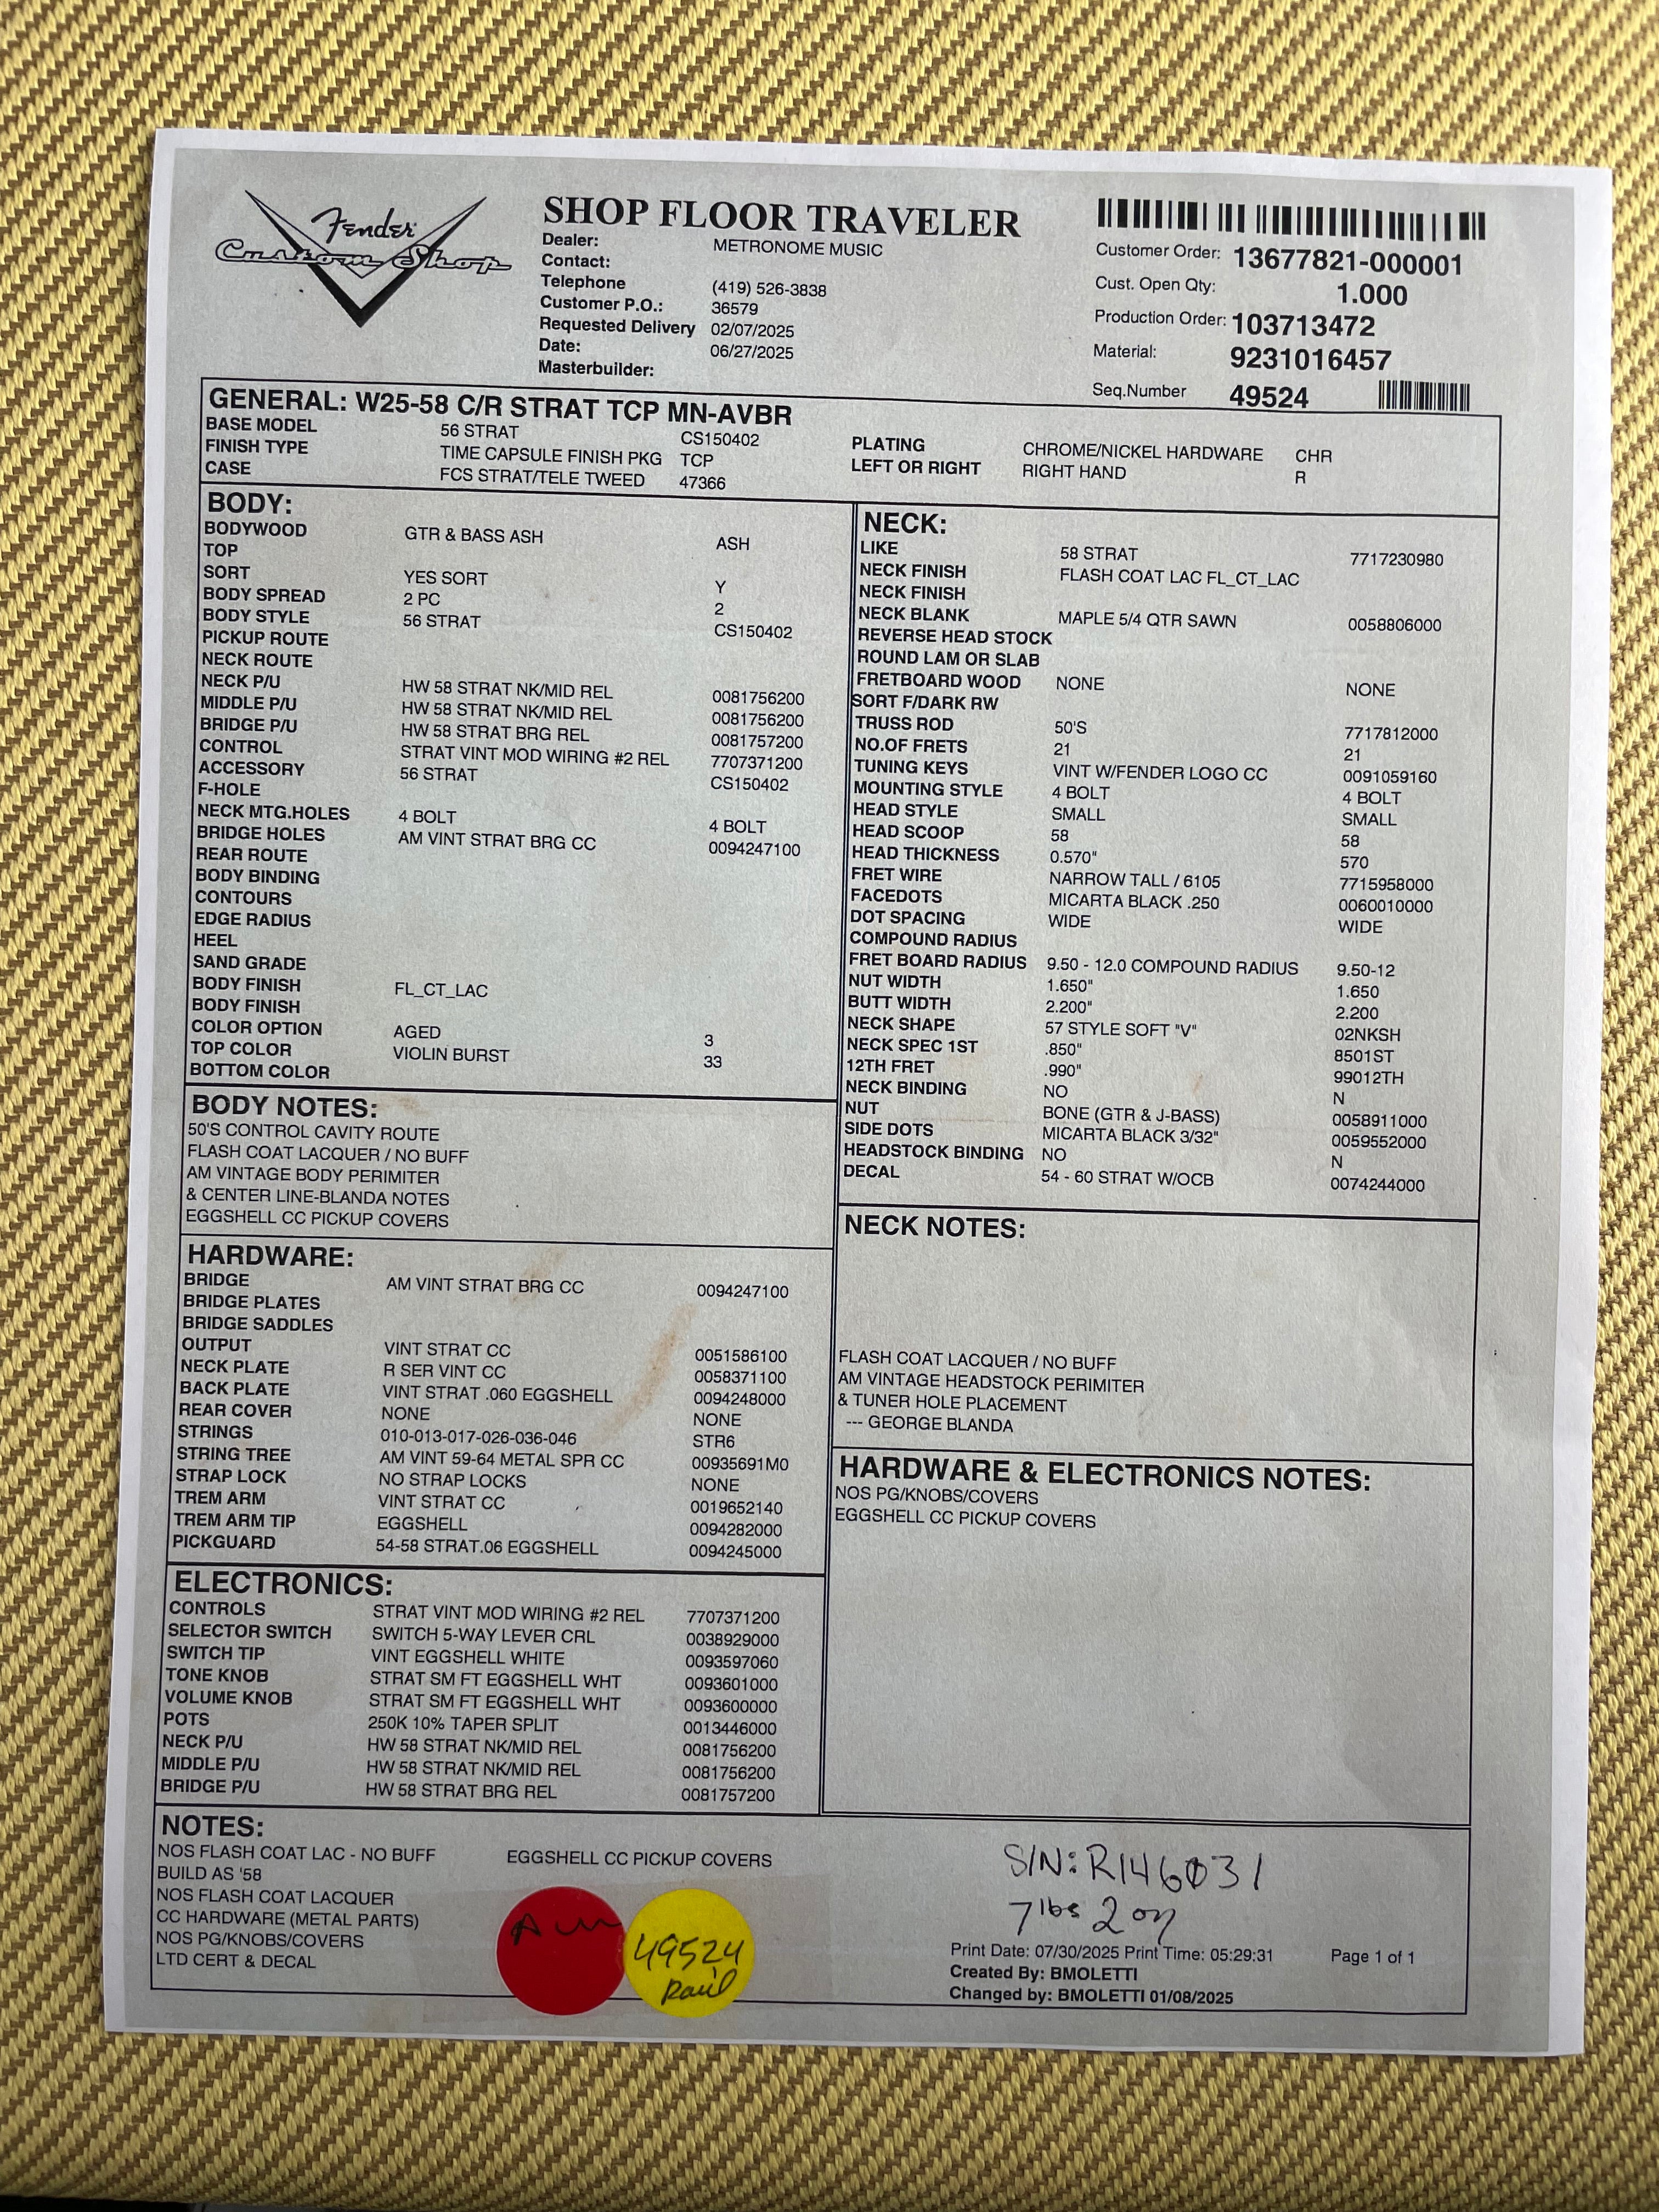 Fender
Custom Shop
SHOP FLOOR TRAVELER
Dealer: METRONOME MUSIC
Contact:
Telephone (419) 526-3838
Customer P.O.: 36579
Requested Delivery 02/07/2025
Date: 06/27/2025
Masterbuilder:
Customer Order: 13677821-000001
Cust. Open Qty: 1.000
Production Order: 103713472
Material: 9231016457
Seq.Number 49524
GENERAL: W25-58 C/R STRAT TCP MN-AVBR
BASE MODEL 56 STRAT CS150402
FINISH TYPE TIME CAPSULE FINISH PKG TCP
CASE FCS STRAT/TELE TWEED 47366
PLATING CHROME/NICKEL HARDWARE CHR
LEFT OR RIGHT RIGHT HAND R
BODY:
BODYWOOD GTR & BASS ASH ASH
TOP
SORT YES SORT Y
BODY SPREAD 2 PC 2
BODY STYLE 56 STRAT CS150402
PICKUP ROUTE
NECK ROUTE
NECK P/U HW 58 STRAT NK/MID REL 0081756200
MIDDLE P/U HW 58 STRAT NK/MID REL 0081756200
BRIDGE P/U HW 58 STRAT BRG REL 0081757200
CONTROL STRAT VINT MOD WIRING #2 REL 7707371200
ACCESSORY 56 STRAT CS150402
F-HOLE
NECK MTG.HOLES 4 BOLT 4 BOLT
BRIDGE HOLES AM VINT STRAT BRG CC 0094247100
REAR ROUTE
BODY BINDING
CONTOURS
EDGE RADIUS
HEEL
SAND GRADE
BODY FINISH FL_CT_LAC
BODY FINISH
COLOR OPTION AGED 3
TOP COLOR VIOLIN BURST 33
BOTTOM COLOR
BODY NOTES:
50'S CONTROL CAVITY ROUTE
FLASH COAT LACQUER / NO BUFF
AM VINTAGE BODY PERIMITER
& CENTER LINE-BLANDA NOTES
EGGSHELL CC PICKUP COVERS
HARDWARE:
BRIDGE AM VINT STRAT BRG CC 0094247100
BRIDGE PLATES
BRIDGE SADDLES
OUTPUT VINT STRAT CC 0051586100
NECK PLATE R SER VINT CC 0058371100
BACK PLATE VINT STRAT .060 EGGSHELL 0094248000
REAR COVER NONE NONE
STRINGS 010-013-017-026-036-046 STR6
STRING TREE AM VINT 59-64 METAL SPR CC 00935691M0
STRAP LOCK NO STRAP LOCKS NONE
TREM ARM VINT STRAT CC 0019652140
TREM ARM TIP EGGSHELL 0094282000
PICKGUARD 54-58 STRAT.06 EGGSHELL 0094245000
ELECTRONICS:
CONTROLS STRAT VINT MOD WIRING #2 REL 7707371200
SELECTOR SWITCH SWITCH 5-WAY LEVER CRL 0038929000
SWITCH TIP VINT EGGSHELL WHITE 0093597060
TONE KNOB STRAT SM FT EGGSHELL WHT 0093601000
VOLUME KNOB STRAT SM FT EGGSHELL WHT 0093600000
POTS 250K 10% TAPER SPLIT 0013446000
NECK P/U HW 58 STRAT NK/MID REL 0081756200
MIDDLE P/U HW 58 STRAT NK/MID REL 0081756200
BRIDGE P/U HW 58 STRAT BRG REL 0081757200
NECK:
LIKE 58 STRAT 7717230980
NECK FINISH FLASH COAT LAC FL_CT_LAC
NECK FINISH
NECK BLANK MAPLE 5/4 QTR SAWN 0058806000
REVERSE HEAD STOCK
ROUND LAM OR SLAB
FRETBOARD WOOD NONE NONE
SORT F/DARK RW
TRUSS ROD 50'S 7717812000
NO.OF FRETS 21 21
TUNING KEYS VINT W/FENDER LOGO CC 0091059160
MOUNTING STYLE 4 BOLT 4 BOLT
HEAD STYLE SMALL SMALL
HEAD SCOOP 58 58
HEAD THICKNESS 0.570" 570
FRET WIRE NARROW TALL / 6105 7715958000
FACEDOTS MICARTA BLACK .250 0060010000
DOT SPACING WIDE WIDE
COMPOUND RADIUS
FRET BOARD RADIUS 9.50 - 12.0 COMPOUND RADIUS 9.50-12
NUT WIDTH 1.650" 1.650
BUTT WIDTH 2.200" 2.200
NECK SHAPE 57 STYLE SOFT "V" 02NKSH
NECK SPEC 1ST .850" 8501ST
12TH FRET .990" 99012TH
NECK BINDING NO N
NUT BONE (GTR & J-BASS) 0058911000
SIDE DOTS MICARTA BLACK 3/32" 0059552000
HEADSTOCK BINDING NO N
DECAL 54 - 60 STRAT W/OCB 0074244000
NECK NOTES:
FLASH COAT LACQUER / NO BUFF
AM VINTAGE HEADSTOCK PERIMITER
& TUNER HOLE PLACEMENT
--- GEORGE BLANDA
HARDWARE & ELECTRONICS NOTES:
NOS PG/KNOBS/COVERS
EGGSHELL CC PICKUP COVERS
NOTES:
NOS FLASH COAT LAC - NO BUFF EGGSHELL CC PICKUP COVERS
BUILD AS '58
NOS FLASH COAT LACQUER
CC HARDWARE (METAL PARTS)
NOS PG/KNOBS/COVERS
LTD CERT & DECAL
49524
Raul
S/N: R146031
7 lbs 2 oz
Print Date: 07/30/2025 Print Time: 05:29:31 Page 1 of 1
Created By: BMOLETTI
Changed by: BMOLETTI 01/08/2025